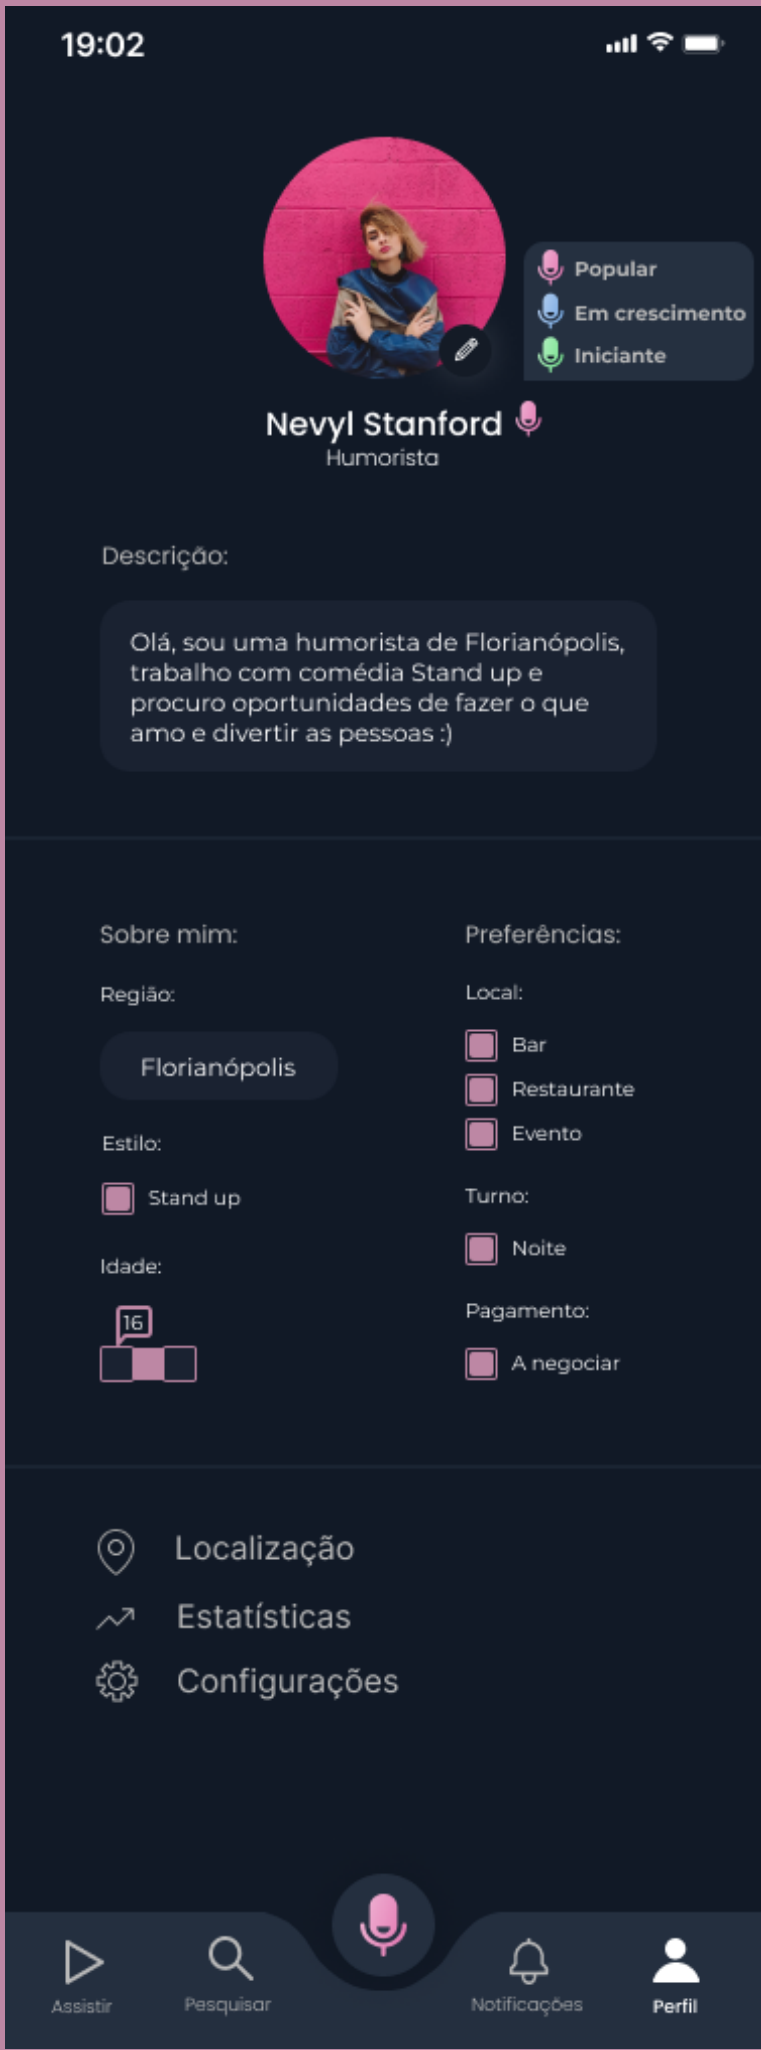 19:02
Popular
Em crescimento
Iniciante
Nevyl Stanford
Humorista
Descrição:
Olá, sou uma humorista de Florianópolis,
trabalho com comédia Stand up e
procuro oportunidades de fazer o que
amo e divertir as pessoas :)
Sobre mim:
Região:
Florianópolis
Estilo:
Stand up
Idade:
16
Preferências:
Local:
Bar
Restaurante
Evento
Turno:
Noite
Pagamento:
A negociar
Localização
Estatísticas
Configurações
Assistir
Pesquisar
Notificações
Perfil